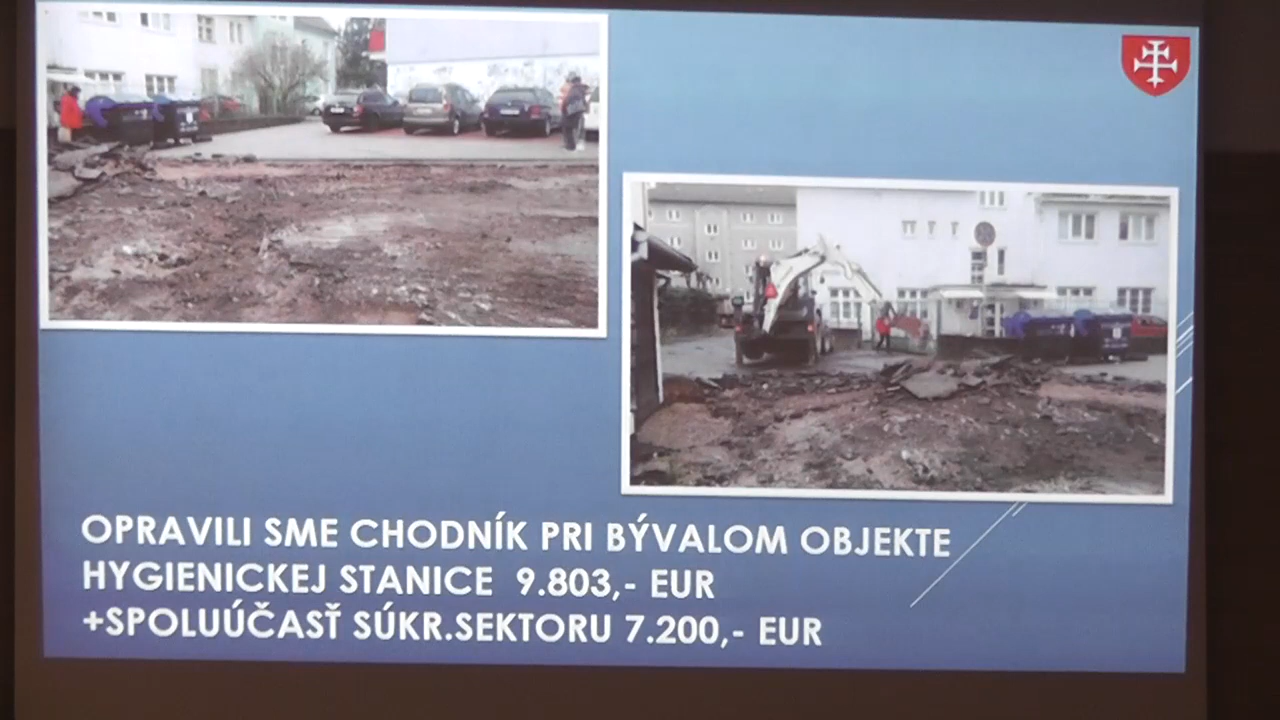 OPRAVILI SME CHODNÍK PRI BÝVALOM OBJEKTE
HYGIENICKEJ STANICE 9.803,- EUR
+SPOLUÚČASŤ SÚKR.SEKTORU 7.200,- EUR